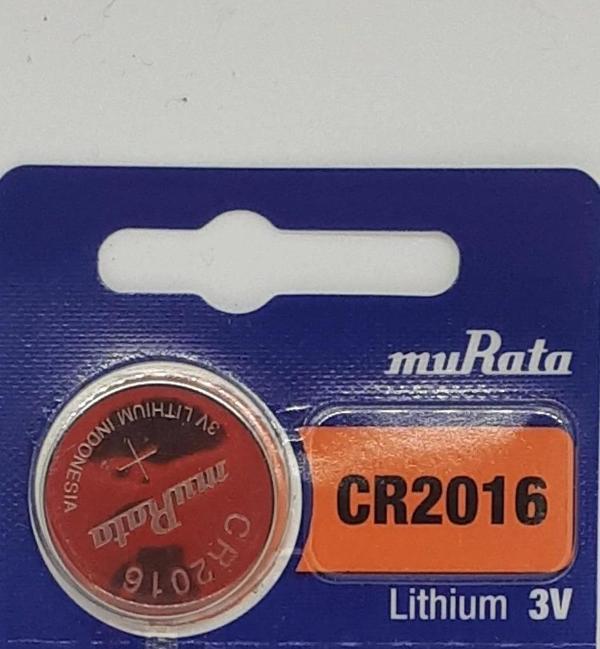 muRata
CR2016
Lithium 3V
3V LITHIUM INDONESIA
+
muRata
CR2016